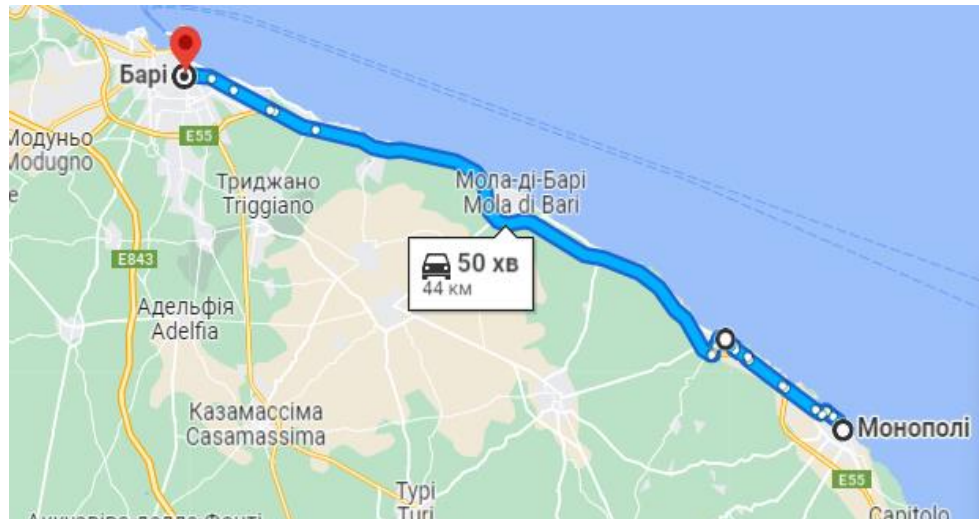 Барі
E55
Модуньо
Modugno
е
Триджано
Triggiano
Мола-ді-Барі
Mola di Bari
E843
50 хв
44 км
Адельфія
Adelfia
Казамассіма
Casamassima
Монополі
E55
Турі
Turi
Capitolo